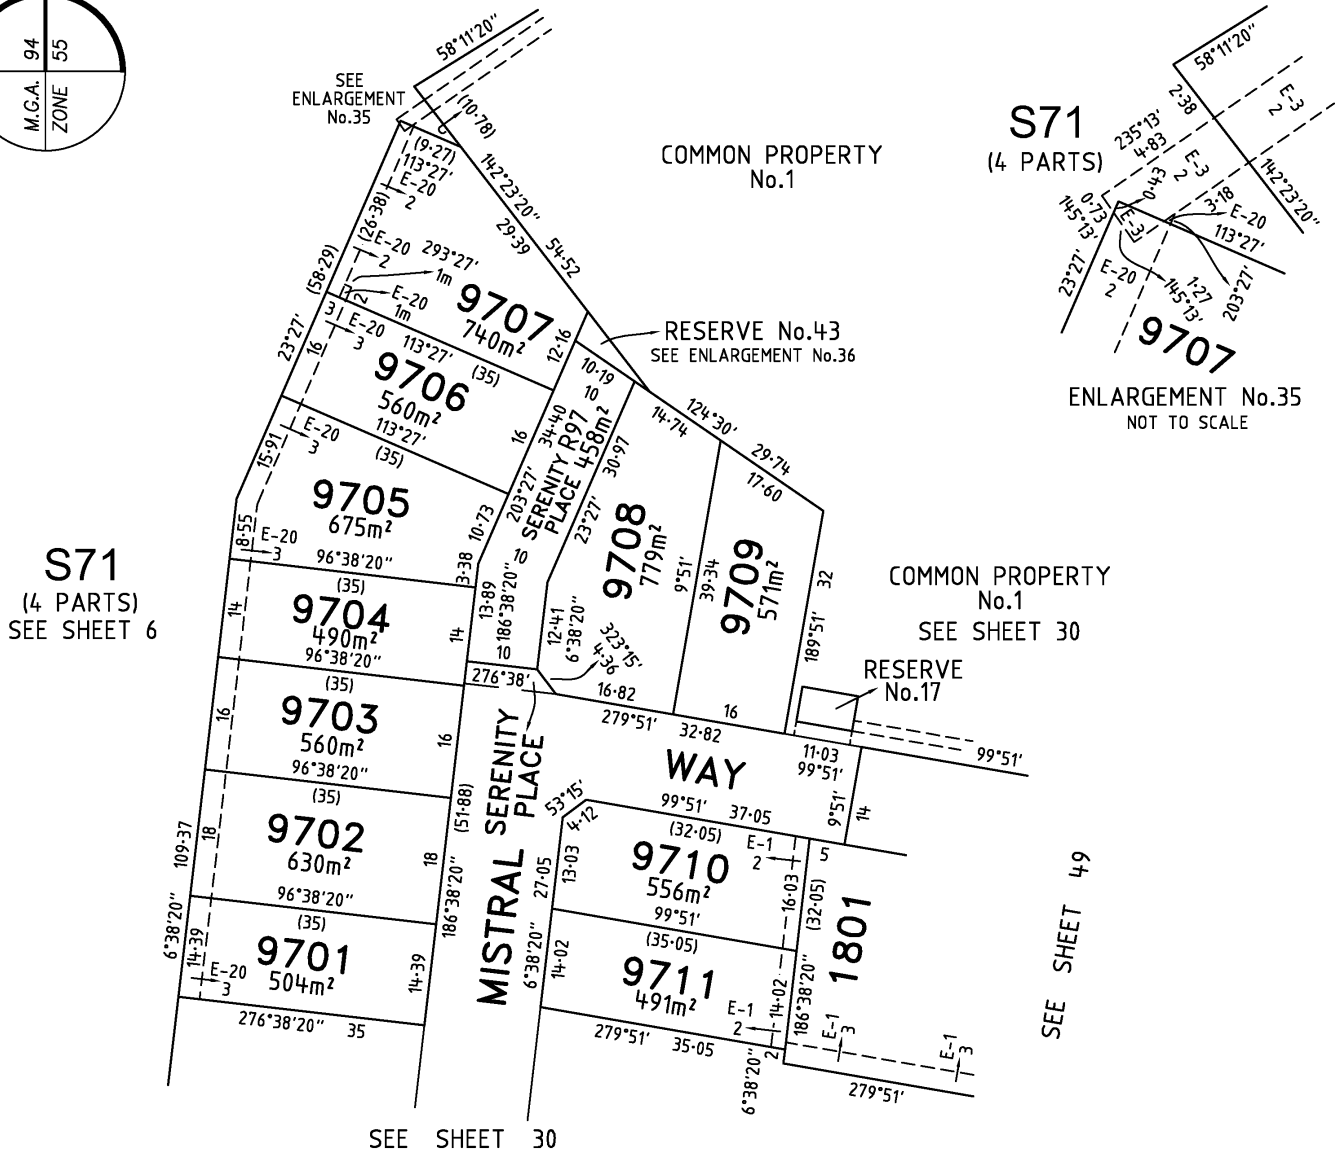 M.G.A. 94
ZONE 55
SEE
ENLARGEMENT
No.35
58°11'20"
(10·78)
0
(9·27)
113°27'
E-20
2
142°23'20"
29·39
54·52
COMMON PROPERTY
No.1
(26·38)
E-20
2
293°27'
1m
(58·29)
2
E-20
1m
9707
740m²
12·16
RESERVE No.43
SEE ENLARGEMENT No.36
23°27'
3
E-20
3
16
113°27'
(35)
9706
560m²
16
113°27'
(35)
10·19
10
34·40
203°27'
SERENITY R97
PLACE 458m²
30·97
23°27'
14·74
124°30'
29·74
17·60
15·91
E-20
3
9705
675m²
10·73
8·55
E-20
3
96°38'20"
3·38
10
9708
779m²
9°51'
39·34
9709
571m²
32
189°51'
S71
(4 PARTS)
SEE SHEET 6
(35)
9704
490m²
14
14
96°38'20"
13·89
186°38'20"
10
12·41
6°38'20"
323°15'
4·36
COMMON PROPERTY
No.1
SEE SHEET 30
RESERVE
No.17
276°38'
16·82
279°51'
32·82
16
11·03
99°51'
99°51'
(35)
9703
560m²
16
16
96°38'20"
MISTRAL
SERENITY
PLACE
WAY
99°51'
37·05
9°51'
14
53°15'
4·12
(35)
9702
630m²
18
18
96°38'20"
109·37
6°38'20"
(51·88)
186°38'20"
27·05
6°38'20"
13·03
(32·05)
9710
556m²
E-1
2
5
16·03
(32·05)
99°51'
(35)
9701
504m²
14·39
E-20
3
14·39
276°38'20"
35
14·02
(35·05)
9711
491m²
E-1
2
14·02
186°38'20"
1801
E-1
3
E-1
3
279°51'
35·05
6°38'20"
2
279°51'
SEE SHEET 49
SEE SHEET 30
S71
(4 PARTS)
58°11'20"
2·38
E-3
2
235°13'
4·83
E-3
2
142°23'20"
0·43
0·73
145°13'
E-3
3·18
E-20
113°27'
23°27'
E-20
2
1·27
145°13'
203°27'
9707
ENLARGEMENT No.35
NOT TO SCALE